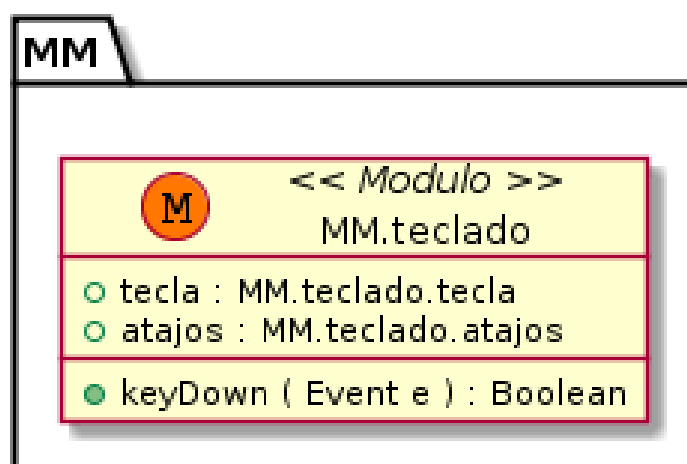 MM
M
<< Modulo >>
MM.teclado
tecla : MM.teclado.tecla
atajos : MM.teclado.atajos
keyDown ( Event e ) : Boolean